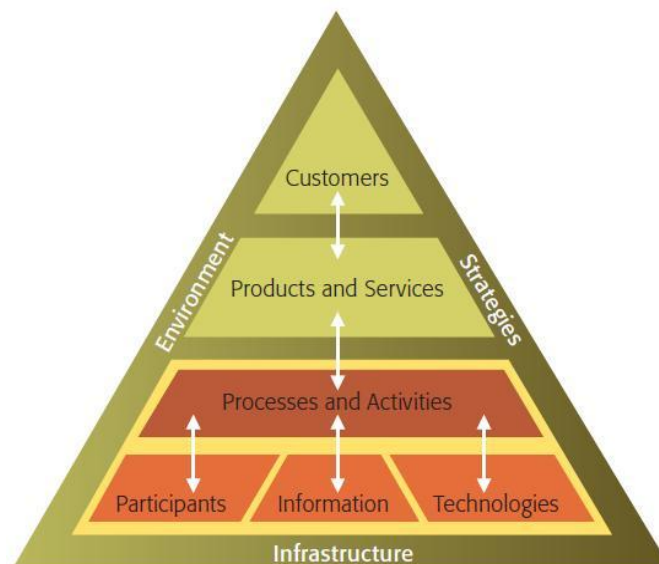 Customers
Environment
Strategies
Products and Services
Processes and Activities
Participants
Information
Technologies
Infrastructure